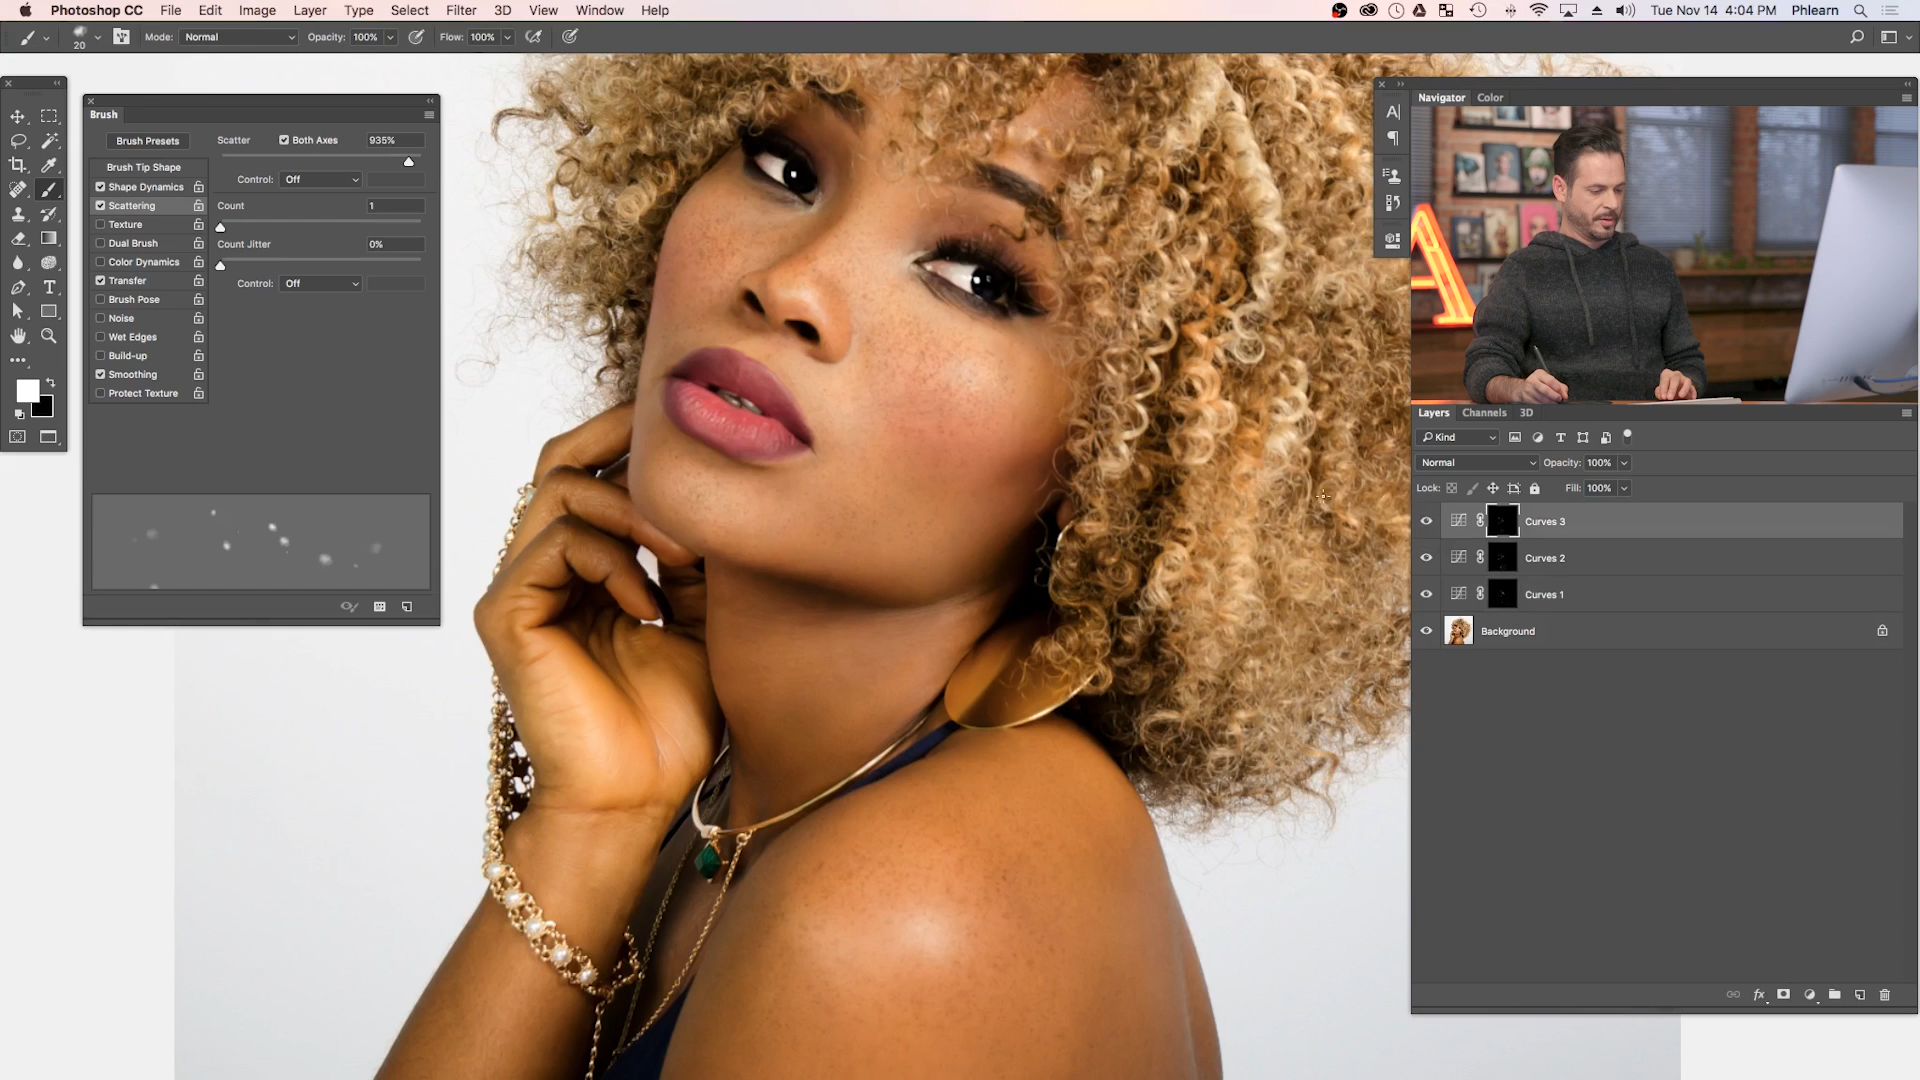 Photoshop CC File Edit Image Layer Type Select Filter 3D View Window Help Tue Nov 14 4:04 PM Phlearn
20 Mode: Normal Opacity: 100% Flow: 100%
Brush
Brush Presets Scatter Both Axes 935%
Brush Tip Shape
Control: Off
Shape Dynamics
Scattering Count 1
Texture
Dual Brush Count Jitter 0%
Color Dynamics
Transfer Control: Off
Brush Pose
Noise
Wet Edges
Build-up
Smoothing
Protect Texture
Navigator Color
A
Layers Channels 3D
Kind
Normal Opacity: 100%
Lock: Fill: 100%
Curves 3
Curves 2
Curves 1
Background
fx